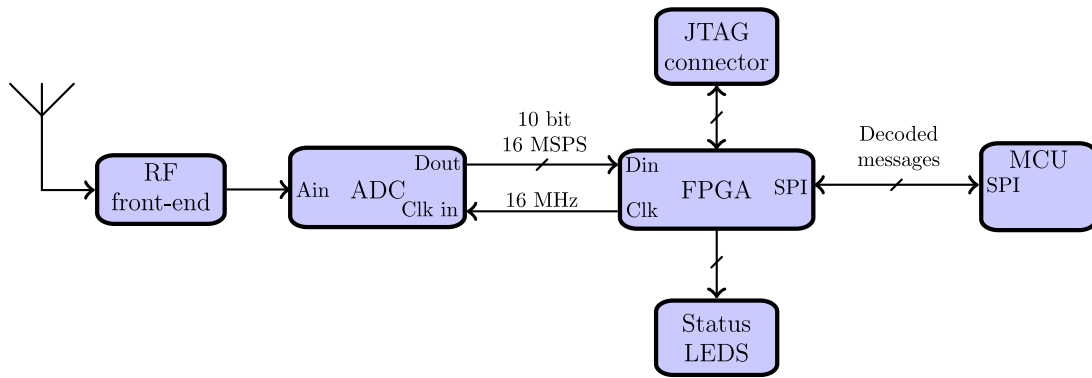 JTAG
connector
10 bit
16 MSPS
Decoded
messages
RF
front-end
Ain
ADC
Dout
Clk in
16 MHz
Din
Clk
FPGA
SPI
MCU
SPI
Status
LEDS